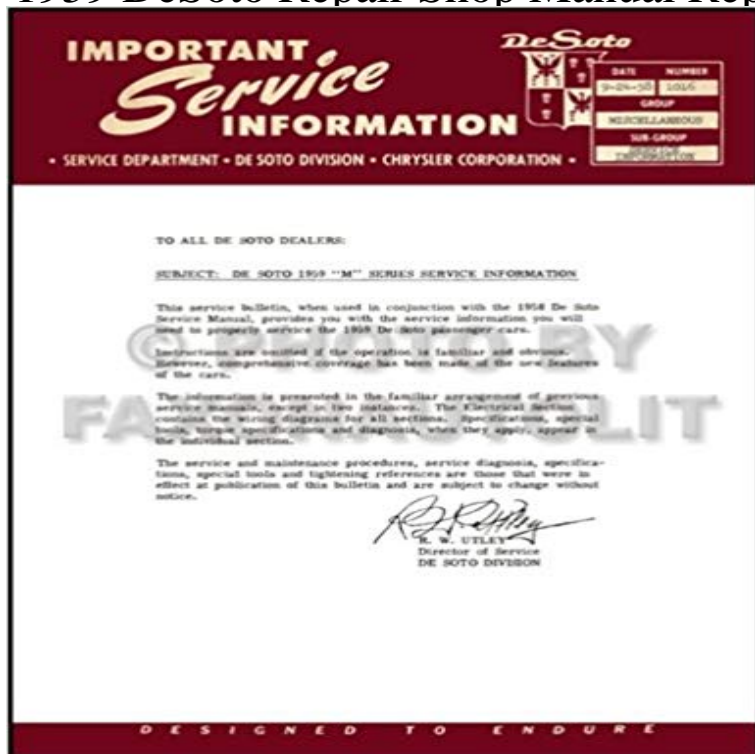 1959 DeSoto Repair Shop Manual Rep
IMPORTANT
Service
INFORMATION
• SERVICE DEPARTMENT • DE SOTO DIVISION • CHRYSLER CORPORATION •
DeSoto
DATE NUMBER
9-24-58 1016
GROUP
MISCELLANEOUS
SUB-GROUP
SERVICE
INFORMATION
TO ALL DE SOTO DEALERS:
SUBJECT: DE SOTO 1959 "M" SERIES SERVICE INFORMATION
This service bulletin, when used in conjunction with the 1958 De Soto
Service Manual, provides you with the service information you will
need to properly service the 1959 De Soto passenger cars.
Instructions are omitted if the operation is familiar and obvious.
However, comprehensive coverage has been made of the new features
of the cars.
The information is presented in the familiar arrangement of previous
service manuals, except in two instances. The Electrical Section
contains the wiring diagrams for all sections. Specifications, special
tools, torque specifications and diagnosis, when they apply, appear in
the individual section.
The service and maintenance procedures, service diagnosis, specifica-
tions, special tools and tightening references are those that were in
effect at publication of this bulletin and are subject to change without
notice.
R. W. UTLEY
Director of Service
DE SOTO DIVISION
© PHOTO BY
LIT
DESIGNED TO ENDURE